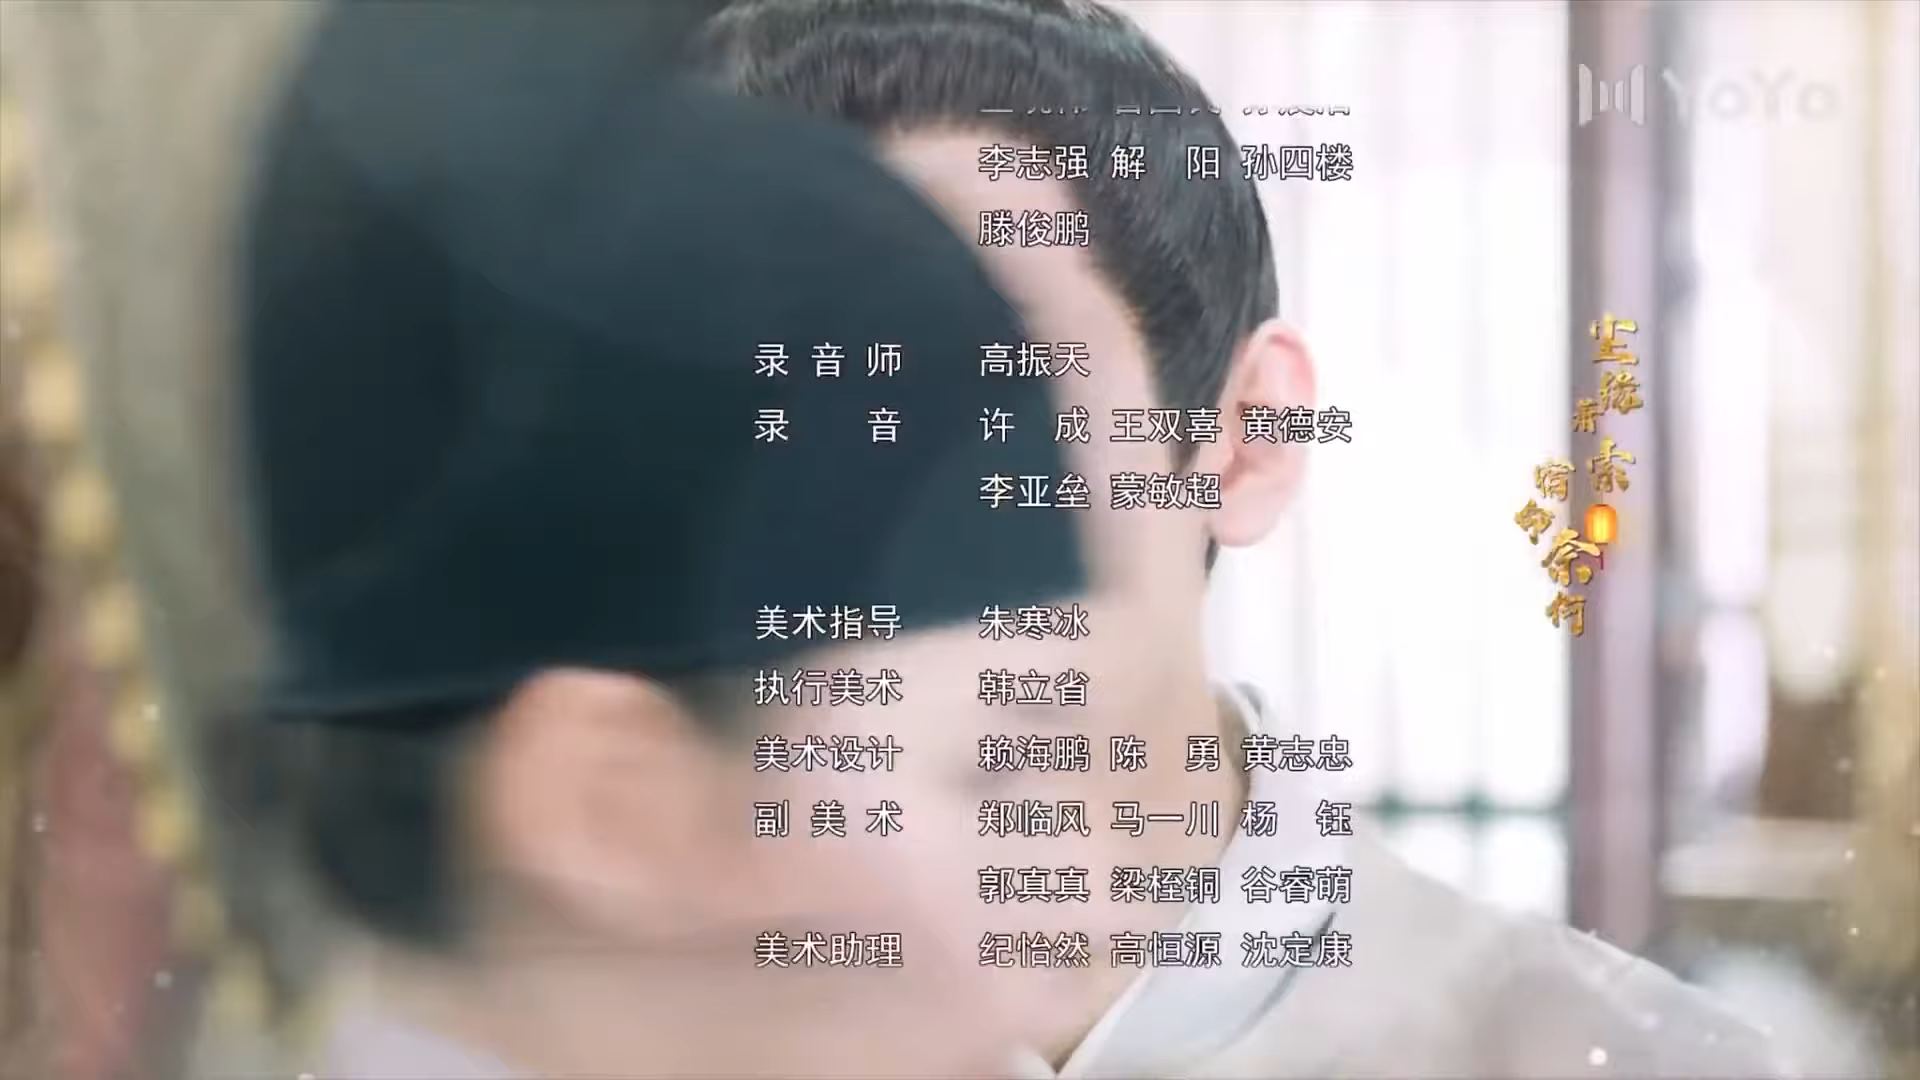 YoYo
李志强 解 阳 孙四楼
滕俊鹏
录音师 高振天
录 音 许 成 王双喜 黄德安
李亚垒 蒙敏超
美术指导 朱寒冰
执行美术 韩立省
美术设计 赖海鹏 陈 勇 黄志忠
副美术 郑临风 马一川 杨 钰
郭真真 梁桎铜 谷睿萌
美术助理 纪怡然 高恒源 沈定康
尘缘萧索
宿命奈何